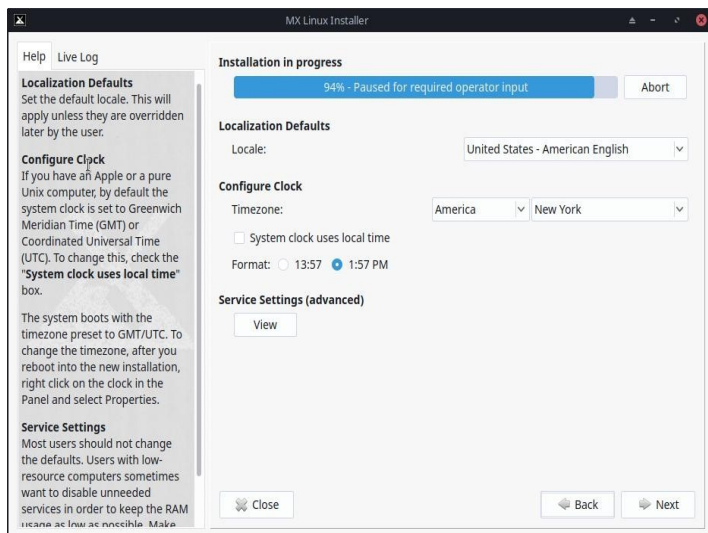 MX Linux Installer
Help Live Log
Localization Defaults
Set the default locale. This will
apply unless they are overridden
later by the user.
Configure Clock
If you have an Apple or a pure
Unix computer, by default the
system clock is set to Greenwich
Meridian Time (GMT) or
Coordinated Universal Time
(UTC). To change this, check the
"System clock uses local time"
box.
The system boots with the
timezone preset to GMT/UTC. To
change the timezone, after you
reboot into the new installation,
right click on the clock in the
Panel and select Properties.
Service Settings
Most users should not change
the defaults. Users with low-
resource computers sometimes
want to disable unneeded
services in order to keep the RAM
usage as low as possible. Make
Installation in progress
94% - Paused for required operator input
Abort
Localization Defaults
Locale: United States - American English
Configure Clock
Timezone: America New York
System clock uses local time
Format: 13:57 1:57 PM
Service Settings (advanced)
View
Close Back Next